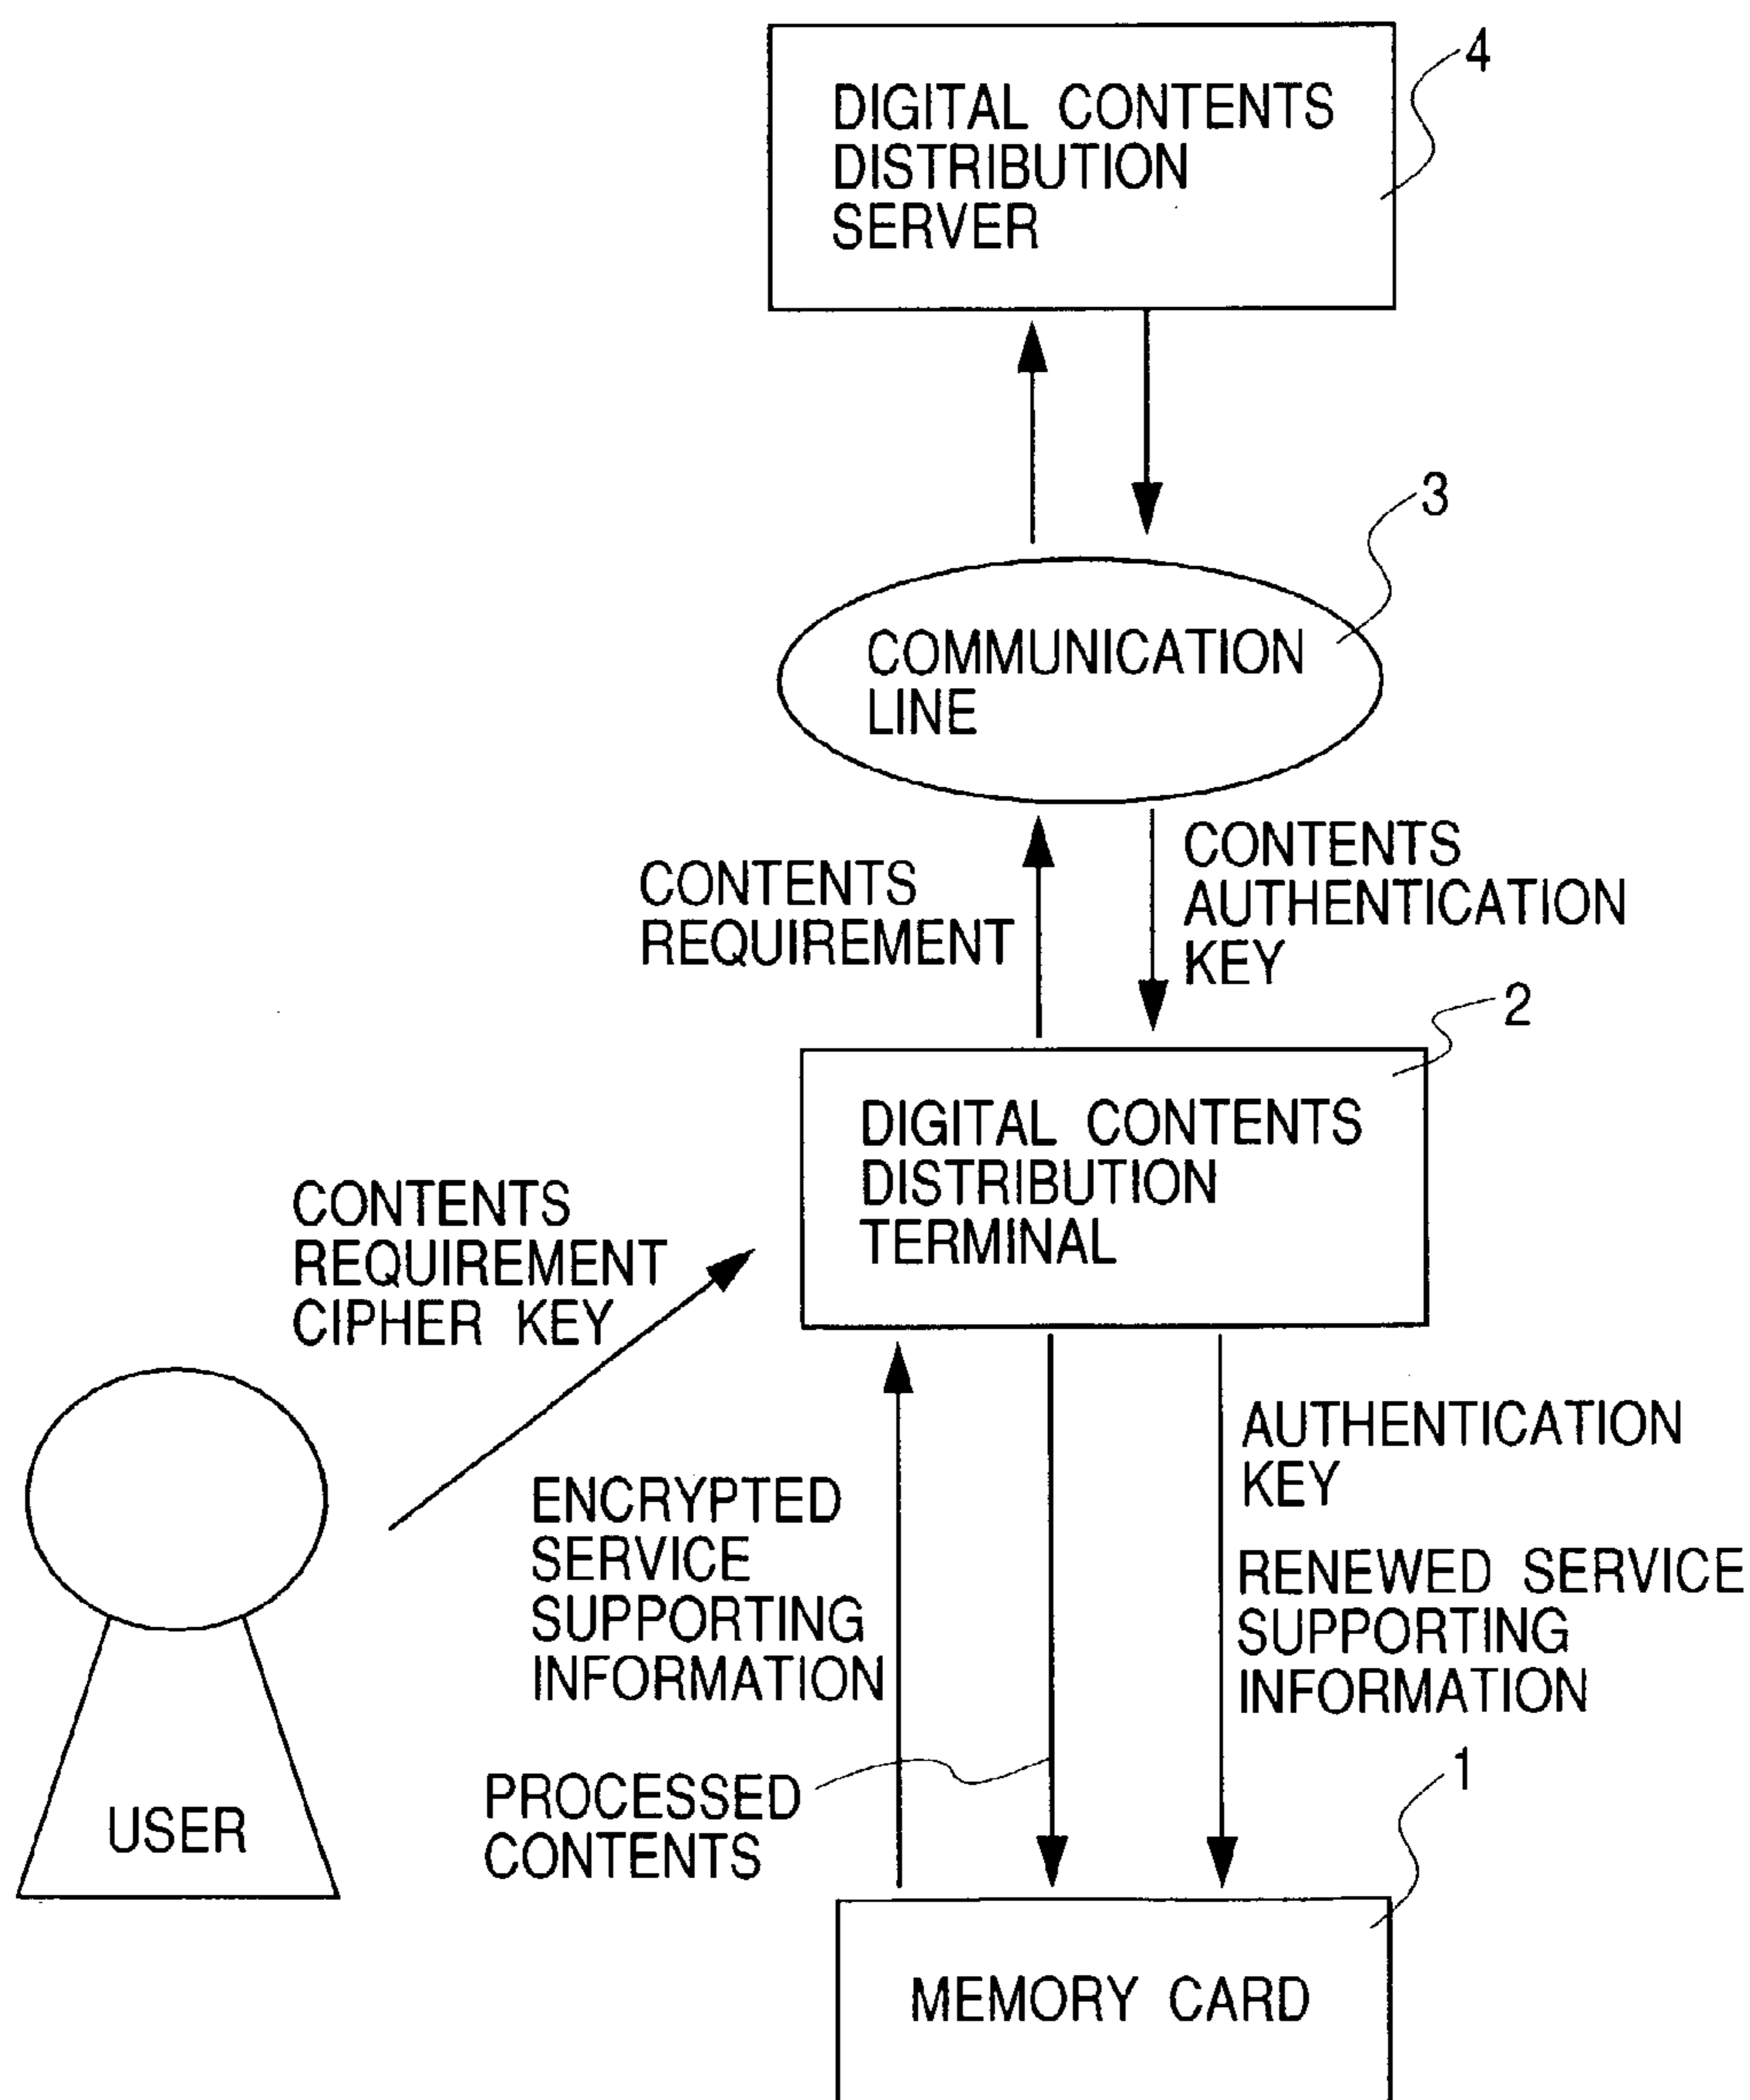 4
DIGITAL CONTENTS
DISTRIBUTION
SERVER
3
COMMUNICATION
LINE
CONTENTS
REQUIREMENT
CONTENTS
AUTHENTICATION
KEY
2
DIGITAL CONTENTS
DISTRIBUTION
TERMINAL
CONTENTS
REQUIREMENT
CIPHER KEY
ENCRYPTED
SERVICE
SUPPORTING
INFORMATION
AUTHENTICATION
KEY
RENEWED SERVICE
SUPPORTING
INFORMATION
PROCESSED
CONTENTS
1
USER
MEMORY CARD